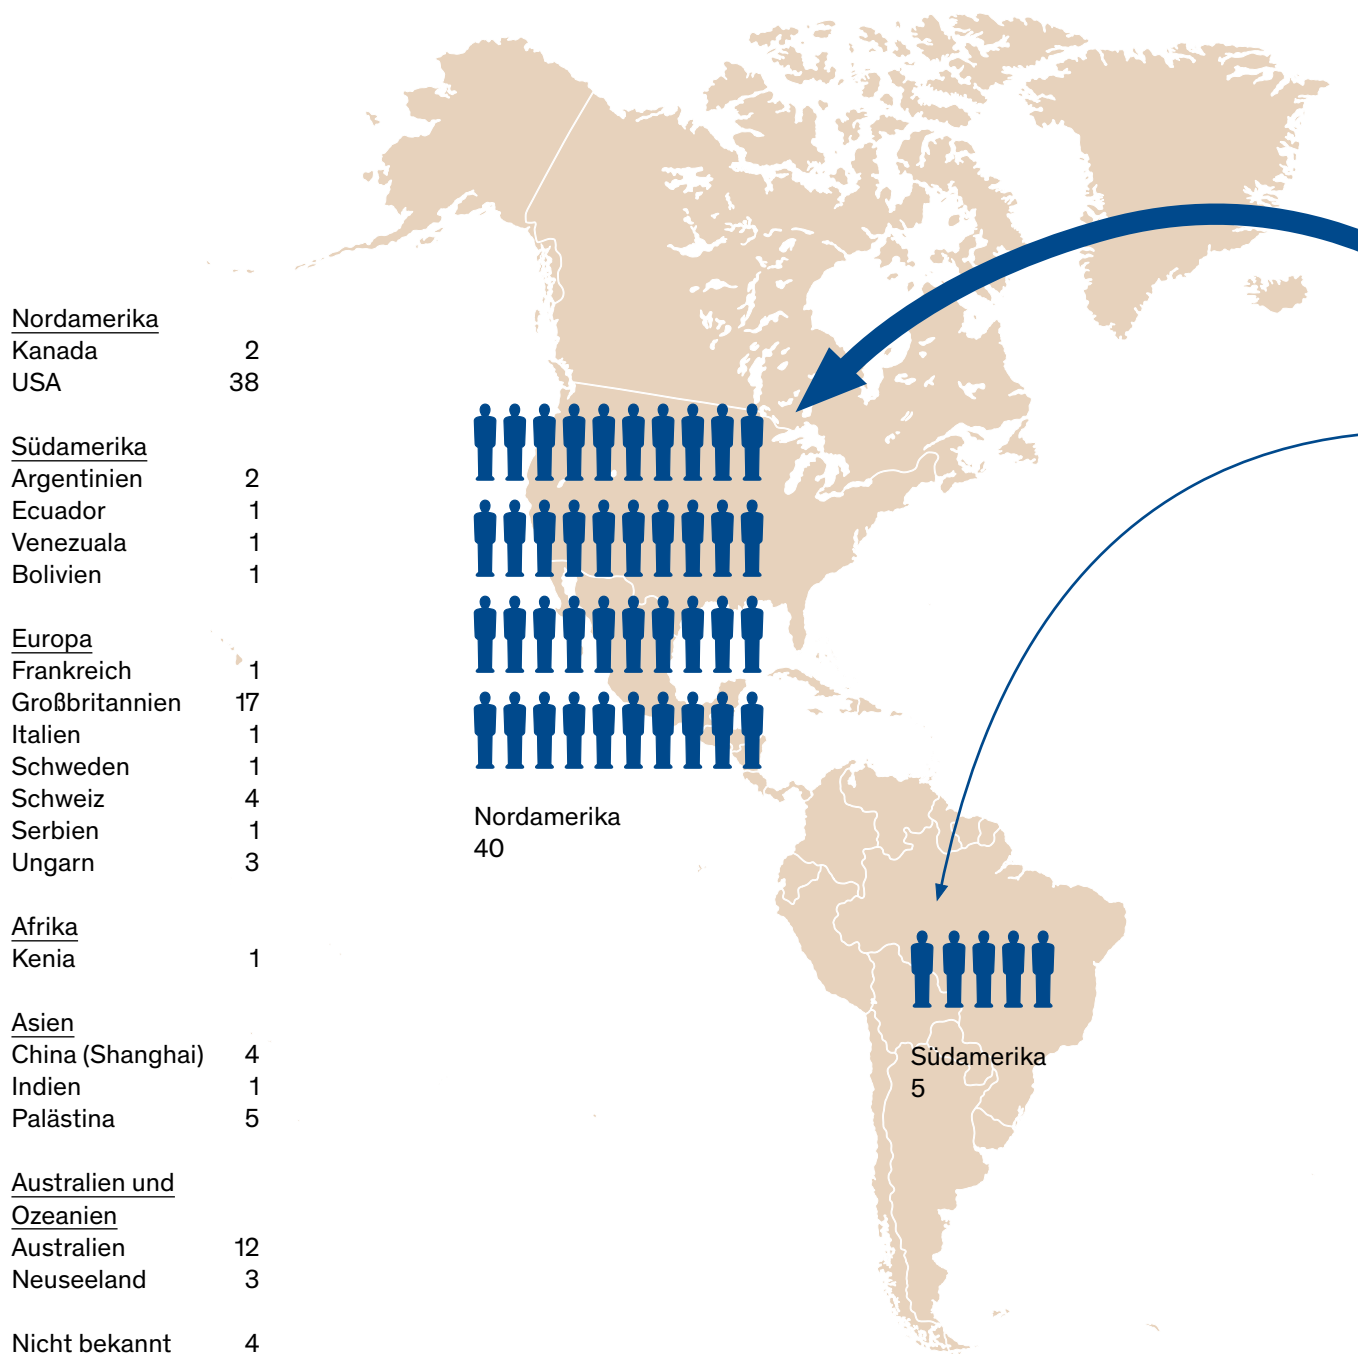 Nordamerika
Kanada 2
USA 38
Südamerika
Argentinien 2
Ecuador 1
Venezuala 1
Bolivien 1
Europa
Frankreich 1
Großbritannien 17
Italien 1
Schweden 1
Schweiz 4
Serbien 1
Ungarn 3
Afrika
Kenia 1
Asien
China (Shanghai) 4
Indien 1
Palästina 5
Australien und
Ozeanien
Australien 12
Neuseeland 3
Nicht bekannt 4
Nordamerika
40
Südamerika
5